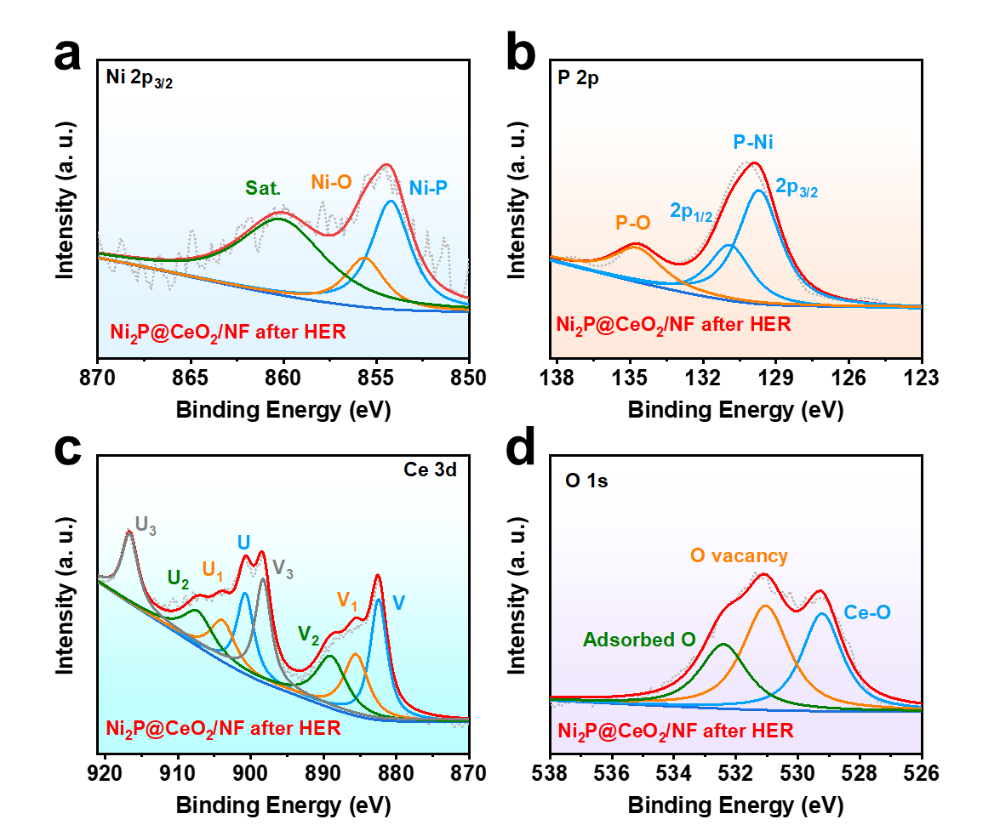 a
Ni 2p3/2
Sat.
Ni-O
Ni-P
Ni2P@CeO2/NF after HER
Intensity (a. u.)
870 865 860 855 850
Binding Energy (eV)
b
P 2p
P-Ni
2p3/2
2p1/2
P-O
Ni2P@CeO2/NF after HER
Intensity (a. u.)
138 135 132 129 126 123
Binding Energy (eV)
c
Ce 3d
U3
U2
U1
U
V3
V2
V1
V
Ni2P@CeO2/NF after HER
Intensity (a. u.)
920 910 900 890 880 870
Binding Energy (eV)
d
O 1s
O vacancy
Ce-O
Adsorbed O
Ni2P@CeO2/NF after HER
Intensity (a. u.)
538 536 534 532 530 528 526
Binding Energy (eV)